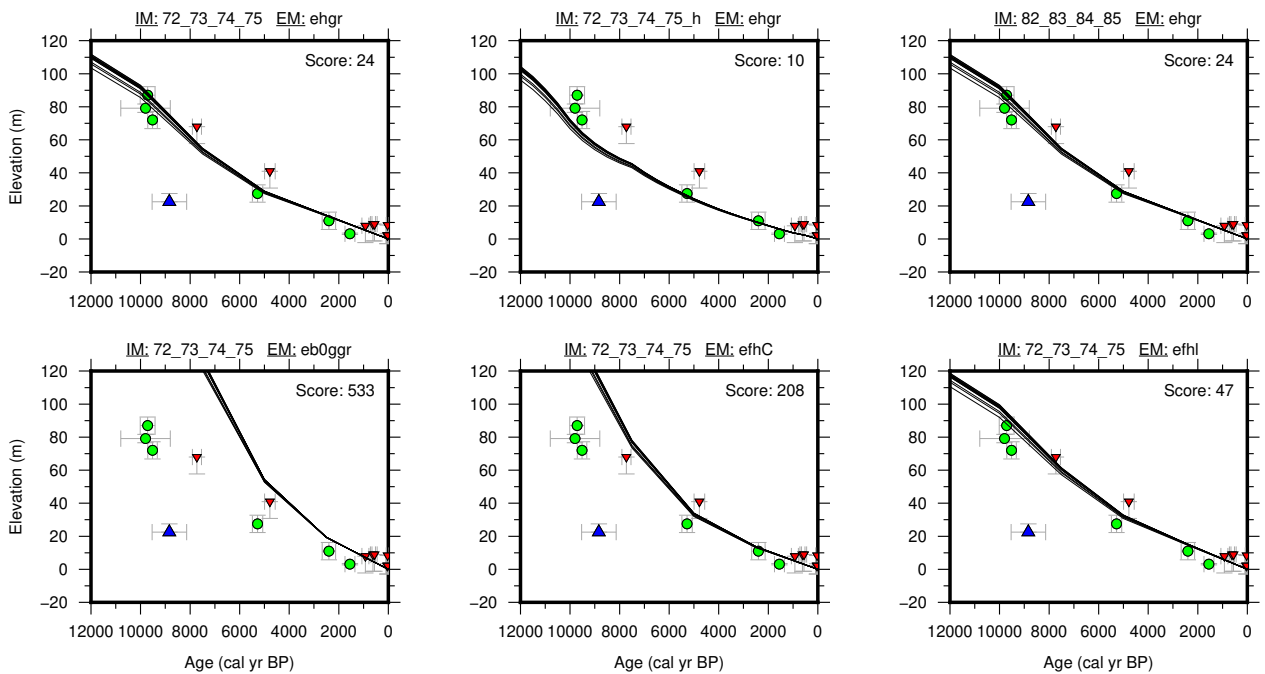 IM: 72_73_74_75 EM: ehgr
IM: 72_73_74_75_h EM: ehgr
IM: 82_83_84_85 EM: ehgr
Score: 24
Score: 10
Score: 24
120
100
80
60
40
20
0
−20
Elevation (m)
12000 10000 8000 6000 4000 2000 0
120
100
80
60
40
20
0
−20
12000 10000 8000 6000 4000 2000 0
120
100
80
60
40
20
0
−20
12000 10000 8000 6000 4000 2000 0
IM: 72_73_74_75 EM: eb0ggr
IM: 72_73_74_75 EM: efhC
IM: 72_73_74_75 EM: efhl
Score: 533
Score: 208
Score: 47
120
100
80
60
40
20
0
−20
Elevation (m)
12000 10000 8000 6000 4000 2000 0
Age (cal yr BP)
120
100
80
60
40
20
0
−20
12000 10000 8000 6000 4000 2000 0
Age (cal yr BP)
120
100
80
60
40
20
0
−20
12000 10000 8000 6000 4000 2000 0
Age (cal yr BP)